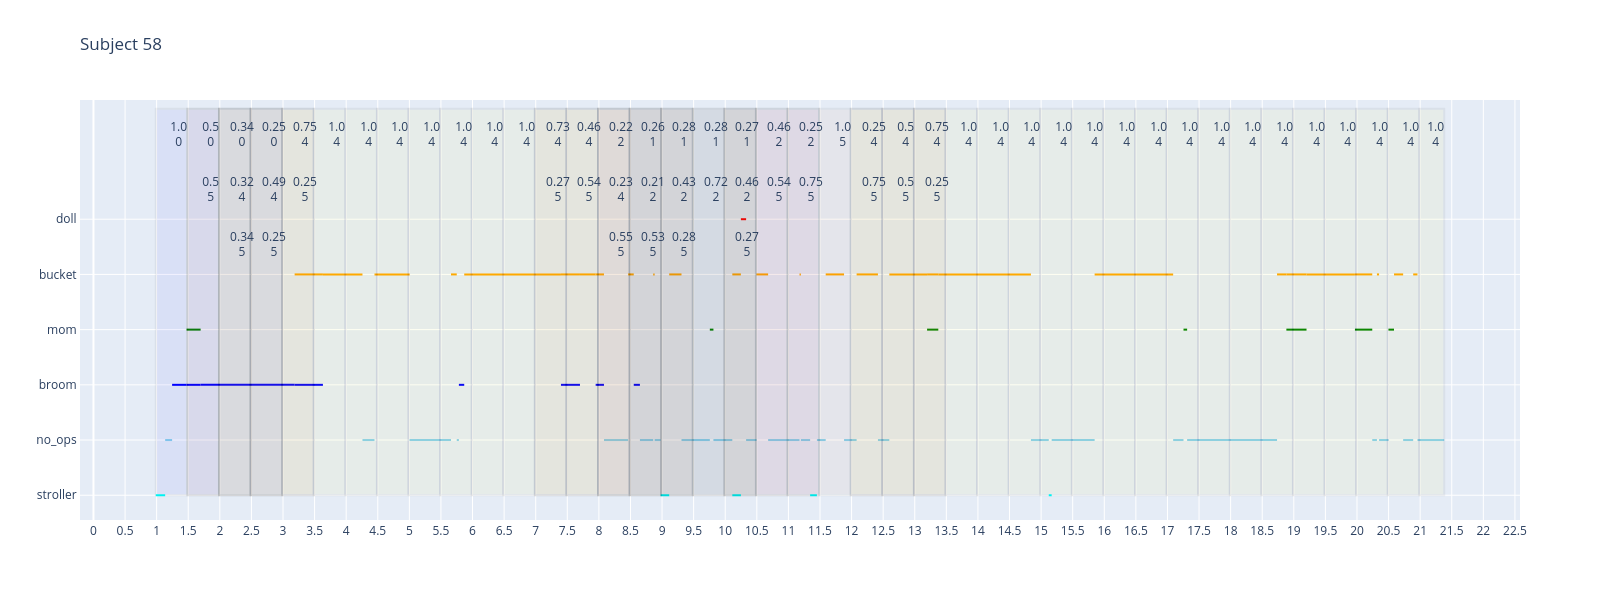 Subject 58
1.0 0.5 0.34 0.25 0.75 1.0 1.0 1.0 1.0 1.0 1.0 1.0 0.73 0.46 0.22 0.26 0.28 0.28 0.27 0.46 0.25 1.0 0.25 0.5 0.75 1.0 1.0 1.0 1.0 1.0 1.0 1.0 1.0 1.0 1.0 1.0 1.0 1.0 1.0 1.0 1.0
0 0 0 0 4 4 4 4 4 4 4 4 4 4 2 1 1 1 1 2 2 5 4 4 4 4 4 4 4 4 4 4 4 4 4 4 4 4 4 4 4
0.5 0.32 0.49 0.25 0.27 0.54 0.23 0.21 0.43 0.72 0.46 0.54 0.75 0.75 0.5 0.25
5 4 4 5 5 5 4 2 2 2 2 5 5 5 5 5
doll
0.34 0.25 0.55 0.53 0.28 0.27
5 5 5 5 5 5
bucket
mom
broom
no_ops
stroller
0 0.5 1 1.5 2 2.5 3 3.5 4 4.5 5 5.5 6 6.5 7 7.5 8 8.5 9 9.5 10 10.5 11 11.5 12 12.5 13 13.5 14 14.5 15 15.5 16 16.5 17 17.5 18 18.5 19 19.5 20 20.5 21 21.5 22 22.5